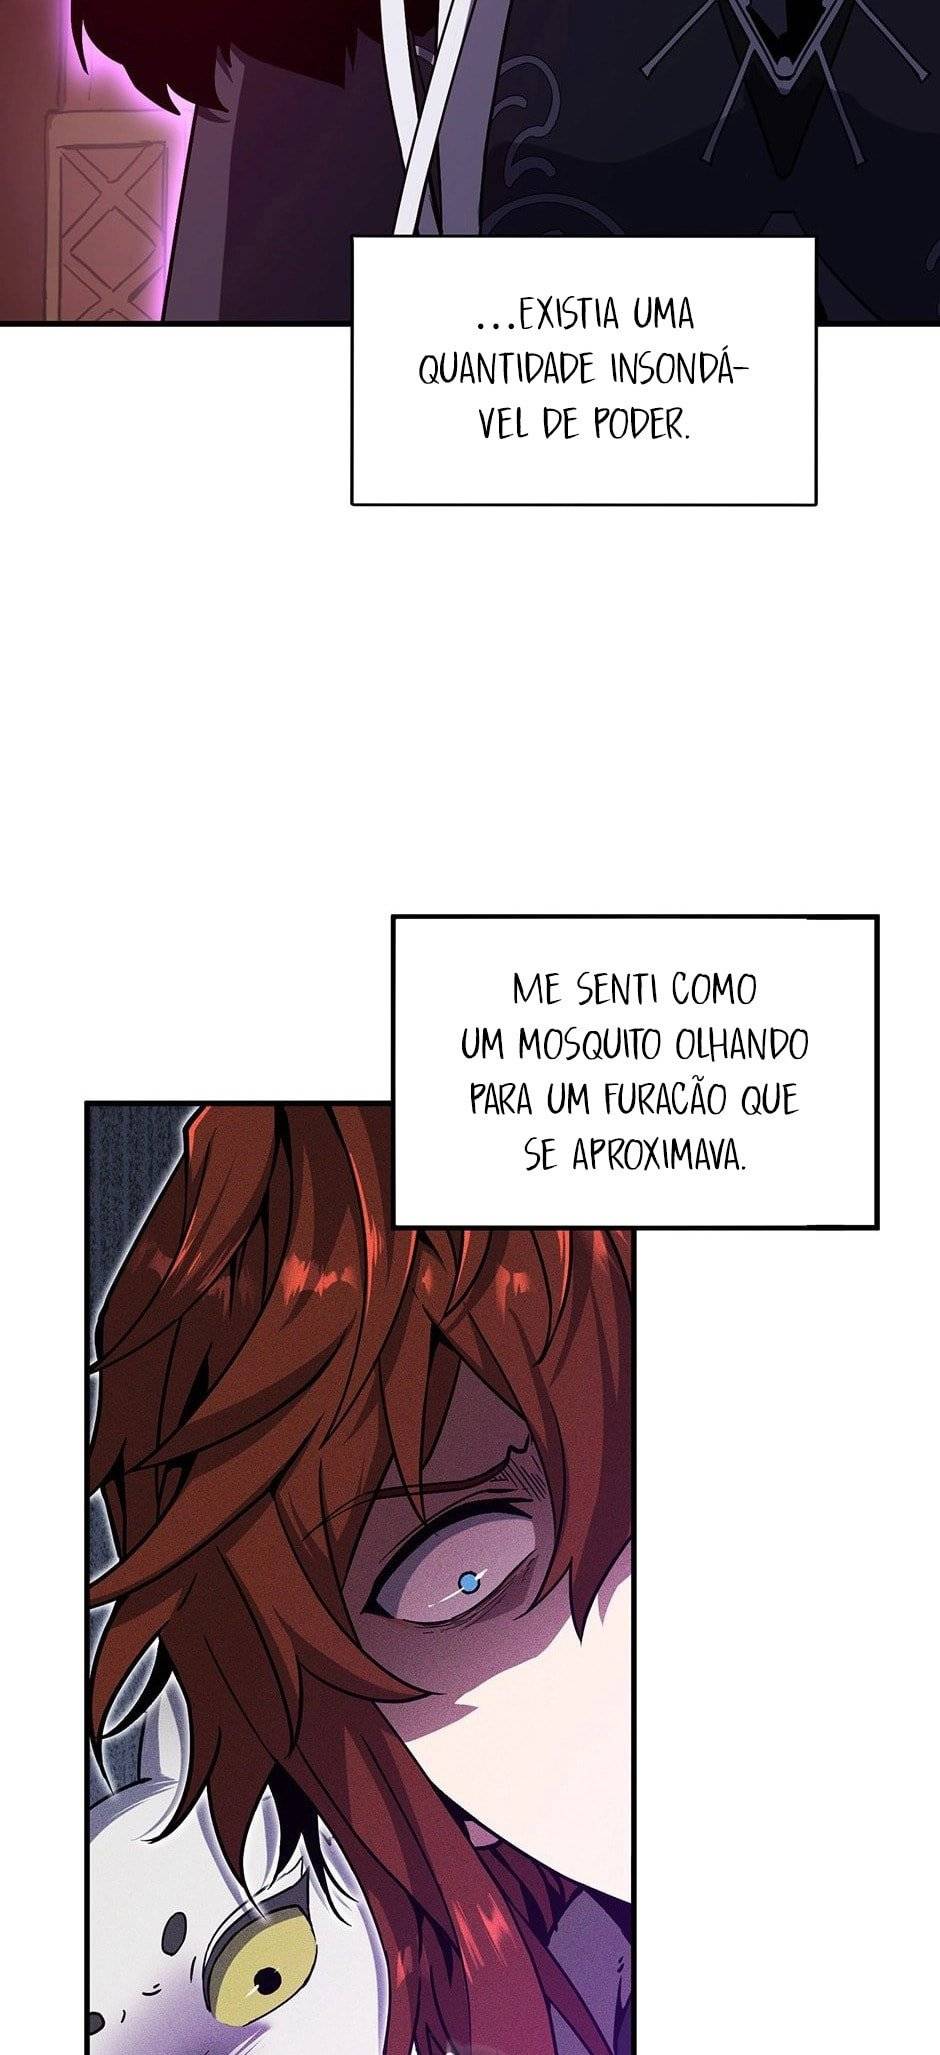 ...EXISTIA UMA
QUANTIDADE INSONDÁ-
VEL DE PODER.
ME SENTI COMO
UM MOSQUITO OLHANDO
PARA UM FURACÃO QUE
SE APROXIMAVA.